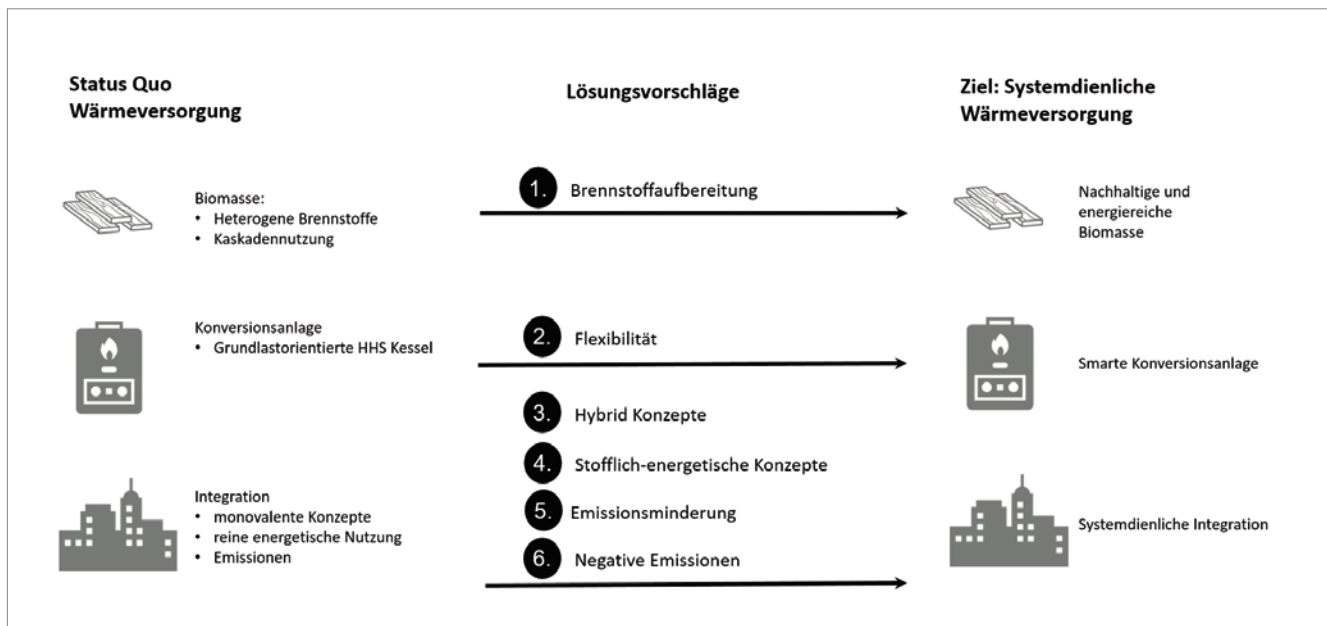 Status Quo
Wärmeversorgung
Lösungsvorschläge
Ziel: Systemdienliche
Wärmeversorgung
Biomasse:
• Heterogene Brennstoffe
• Kaskadennutzung
1. Brennstoffaufbereitung
Nachhaltige und
energiereiche
Biomasse
Konversionsanlage
• Grundlastorientierte HHS Kessel
2. Flexibilität
Smarte Konversionsanlage
3. Hybrid Konzepte
4. Stofflich-energetische Konzepte
Integration
• monovalente Konzepte
• reine energetische Nutzung
• Emissionen
5. Emissionsminderung
6. Negative Emissionen
Systemdienliche Integration